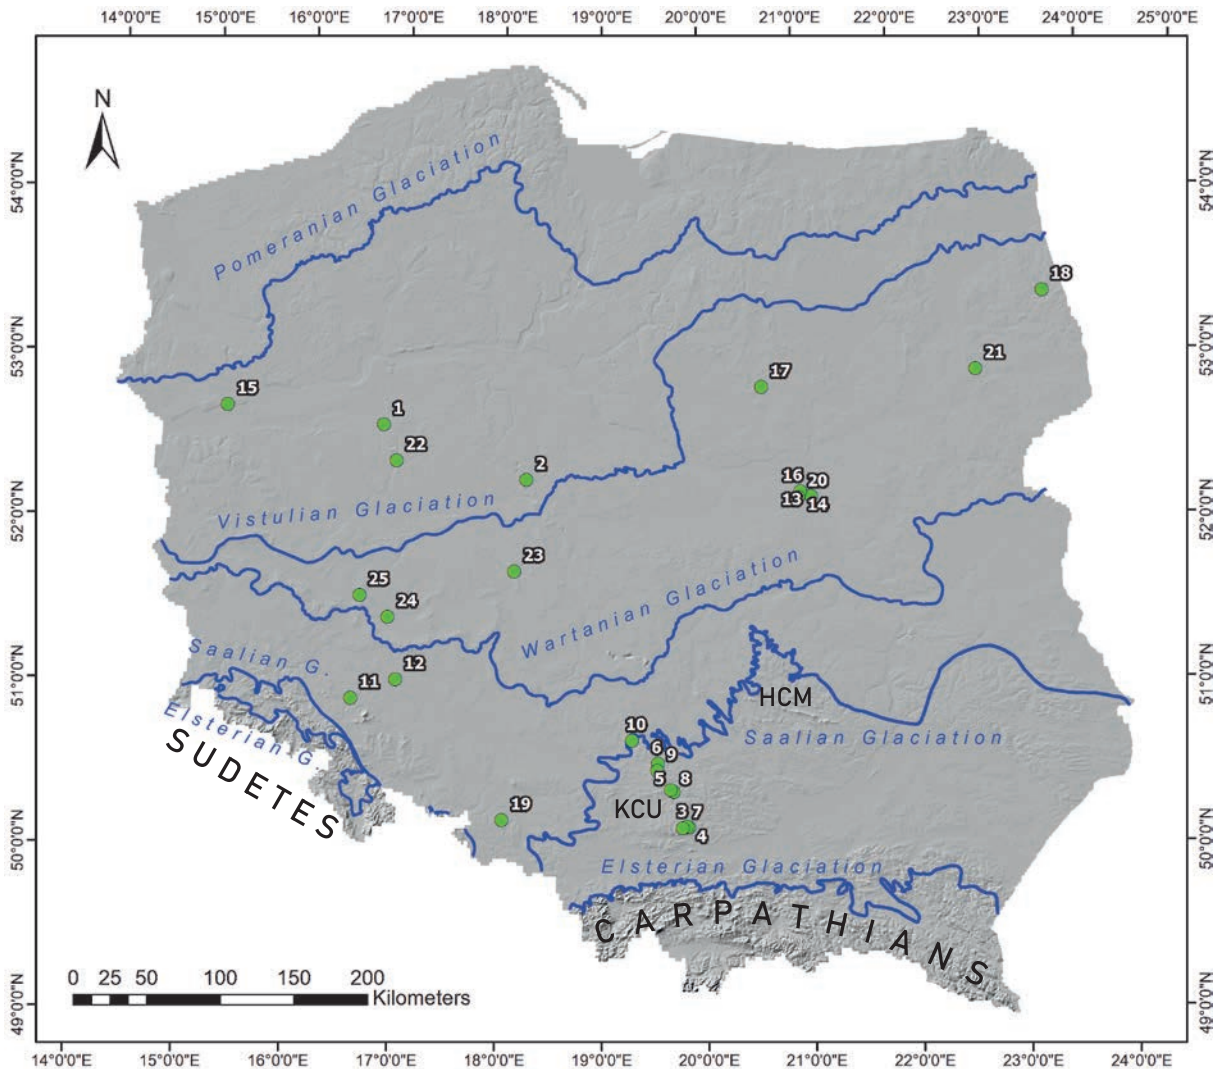 14°0'0"E 15°0'0"E 16°0'0"E 17°0'0"E 18°0'0"E 19°0'0"E 20°0'0"E 21°0'0"E 22°0'0"E 23°0'0"E 24°0'0"E 25°0'0"E
N
54°0'0"N
54°0'0"N
Pomeranian Glaciation
18
53°0'0"N
53°0'0"N
21
17
15
1
22
2
16 20
13 14
52°0'0"N
52°0'0"N
Vistulian Glaciation
23
25
24
Wartanian Glaciation
Saalian G.
12
11
51°0'0"N
51°0'0"N
HCM
Elsterian G.
SUDETES
10
Saalian Glaciation
6 9
5 8
KCU
19
3 7
4
50°0'0"N
50°0'0"N
Elsterian Glaciation
CARPATHIANS
0 25 50 100 150 200
Kilometers
49°0'0"N
49°0'0"N
14°0'0"E 15°0'0"E 16°0'0"E 17°0'0"E 18°0'0"E 19°0'0"E 20°0'0"E 21°0'0"E 22°0'0"E 23°0'0"E 24°0'0"E